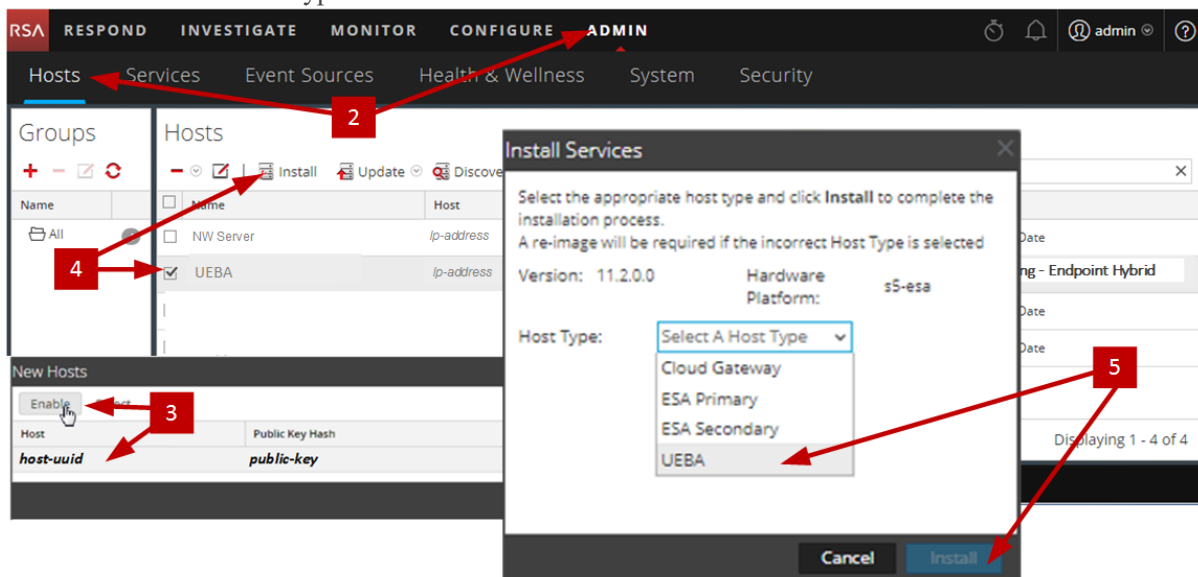 RSA RESPOND INVESTIGATE MONITOR CONFIGURE ADMIN admin ?
Hosts Services Event Sources Health & Wellness System Security
2
Groups
Hosts
Install Update Discove
Name
Name Host
All
NW Server Ip-address Date
4
UEBA Ip-address ng - Endpoint Hybrid
Date
Date
Install Services
Select the appropriate host type and click Install to complete the
installation process.
A re-image will be required if the incorrect Host Type is selected
Version: 11.2.0.0 Hardware
Platform: s5-esa
Host Type: Select A Host Type
Cloud Gateway
ESA Primary
ESA Secondary
UEBA
5
Cancel Install
New Hosts
Enable
3
Host Public Key Hash
host-uuid public-key
Displaying 1 - 4 of 4